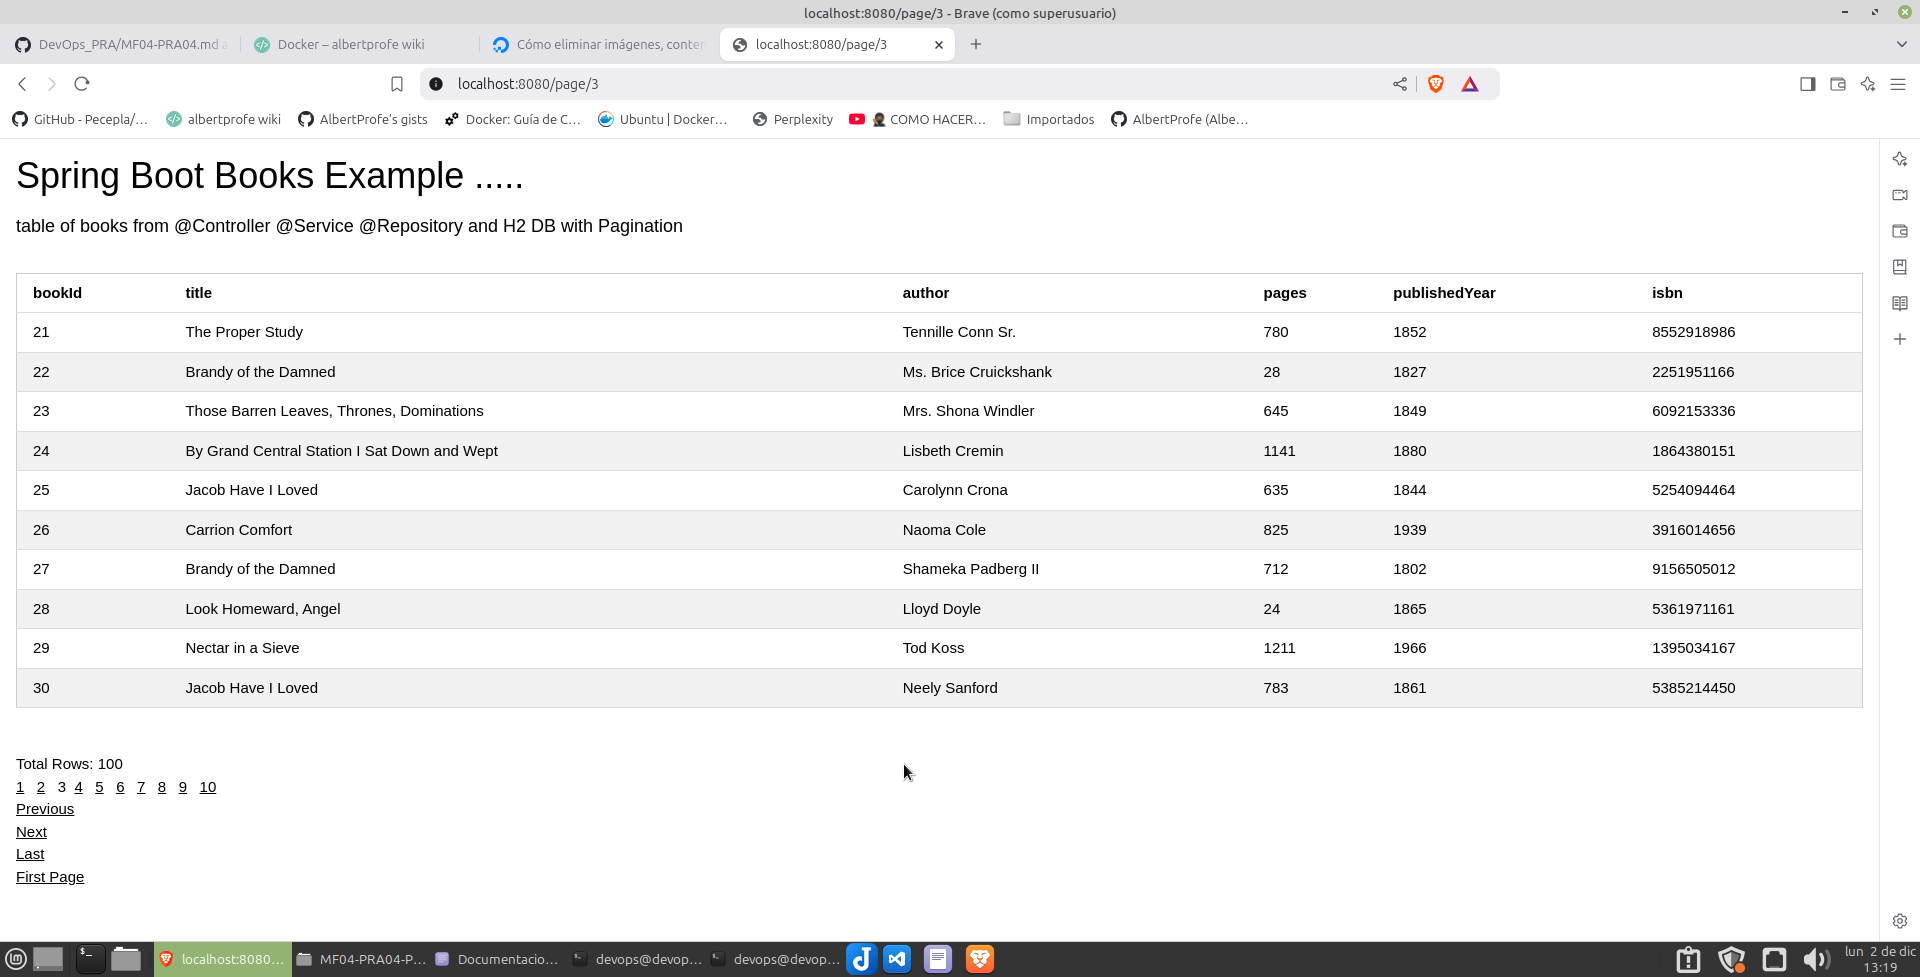 localhost:8080/page/3 - Brave (como superusuario)
DevOps_PRA/MF04-PRA04.md a
Docker – albertprofe wiki
Cómo eliminar imágenes, conten
localhost:8080/page/3
localhost:8080/page/3
GitHub - Pecepla/...
albertprofe wiki
AlbertProfe's gists
Docker: Guía de C...
Ubuntu | Docker...
Perplexity
COMO HACER...
Importados
AlbertProf (Albe...
Spring Boot Books Example .....
table of books from @Controller @Service @Repository and H2 DB with Pagination
bookId title author pages publishedYear isbn
21 The Proper Study Tennille Conn Sr. 780 1852 8552918986
22 Brandy of the Damned Ms. Brice Cruickshank 28 1827 2251951166
23 Those Barren Leaves, Thrones, Dominations Mrs. Shona Windler 645 1849 6092153336
24 By Grand Central Station I Sat Down and Wept Lisbeth Cremin 1141 1880 1864380151
25 Jacob Have I Loved Carolynn Crona 635 1844 5254094464
26 Carrion Comfort Naoma Cole 825 1939 3916014656
27 Brandy of the Damned Shameka Padberg II 712 1802 9156505012
28 Look Homeward, Angel Lloyd Doyle 24 1865 5361971161
29 Nectar in a Sieve Tod Koss 1211 1966 1395034167
30 Jacob Have I Loved Neely Sanford 783 1861 5385214450
Total Rows: 100
1 2 3 4 5 6 7 8 9 10
Previous
Next
Last
First Page
localhost:8080...
MF04-PRA04-P...
Documentacio...
devops@devop...
devops@devop...
lun 2 de dic
13:19